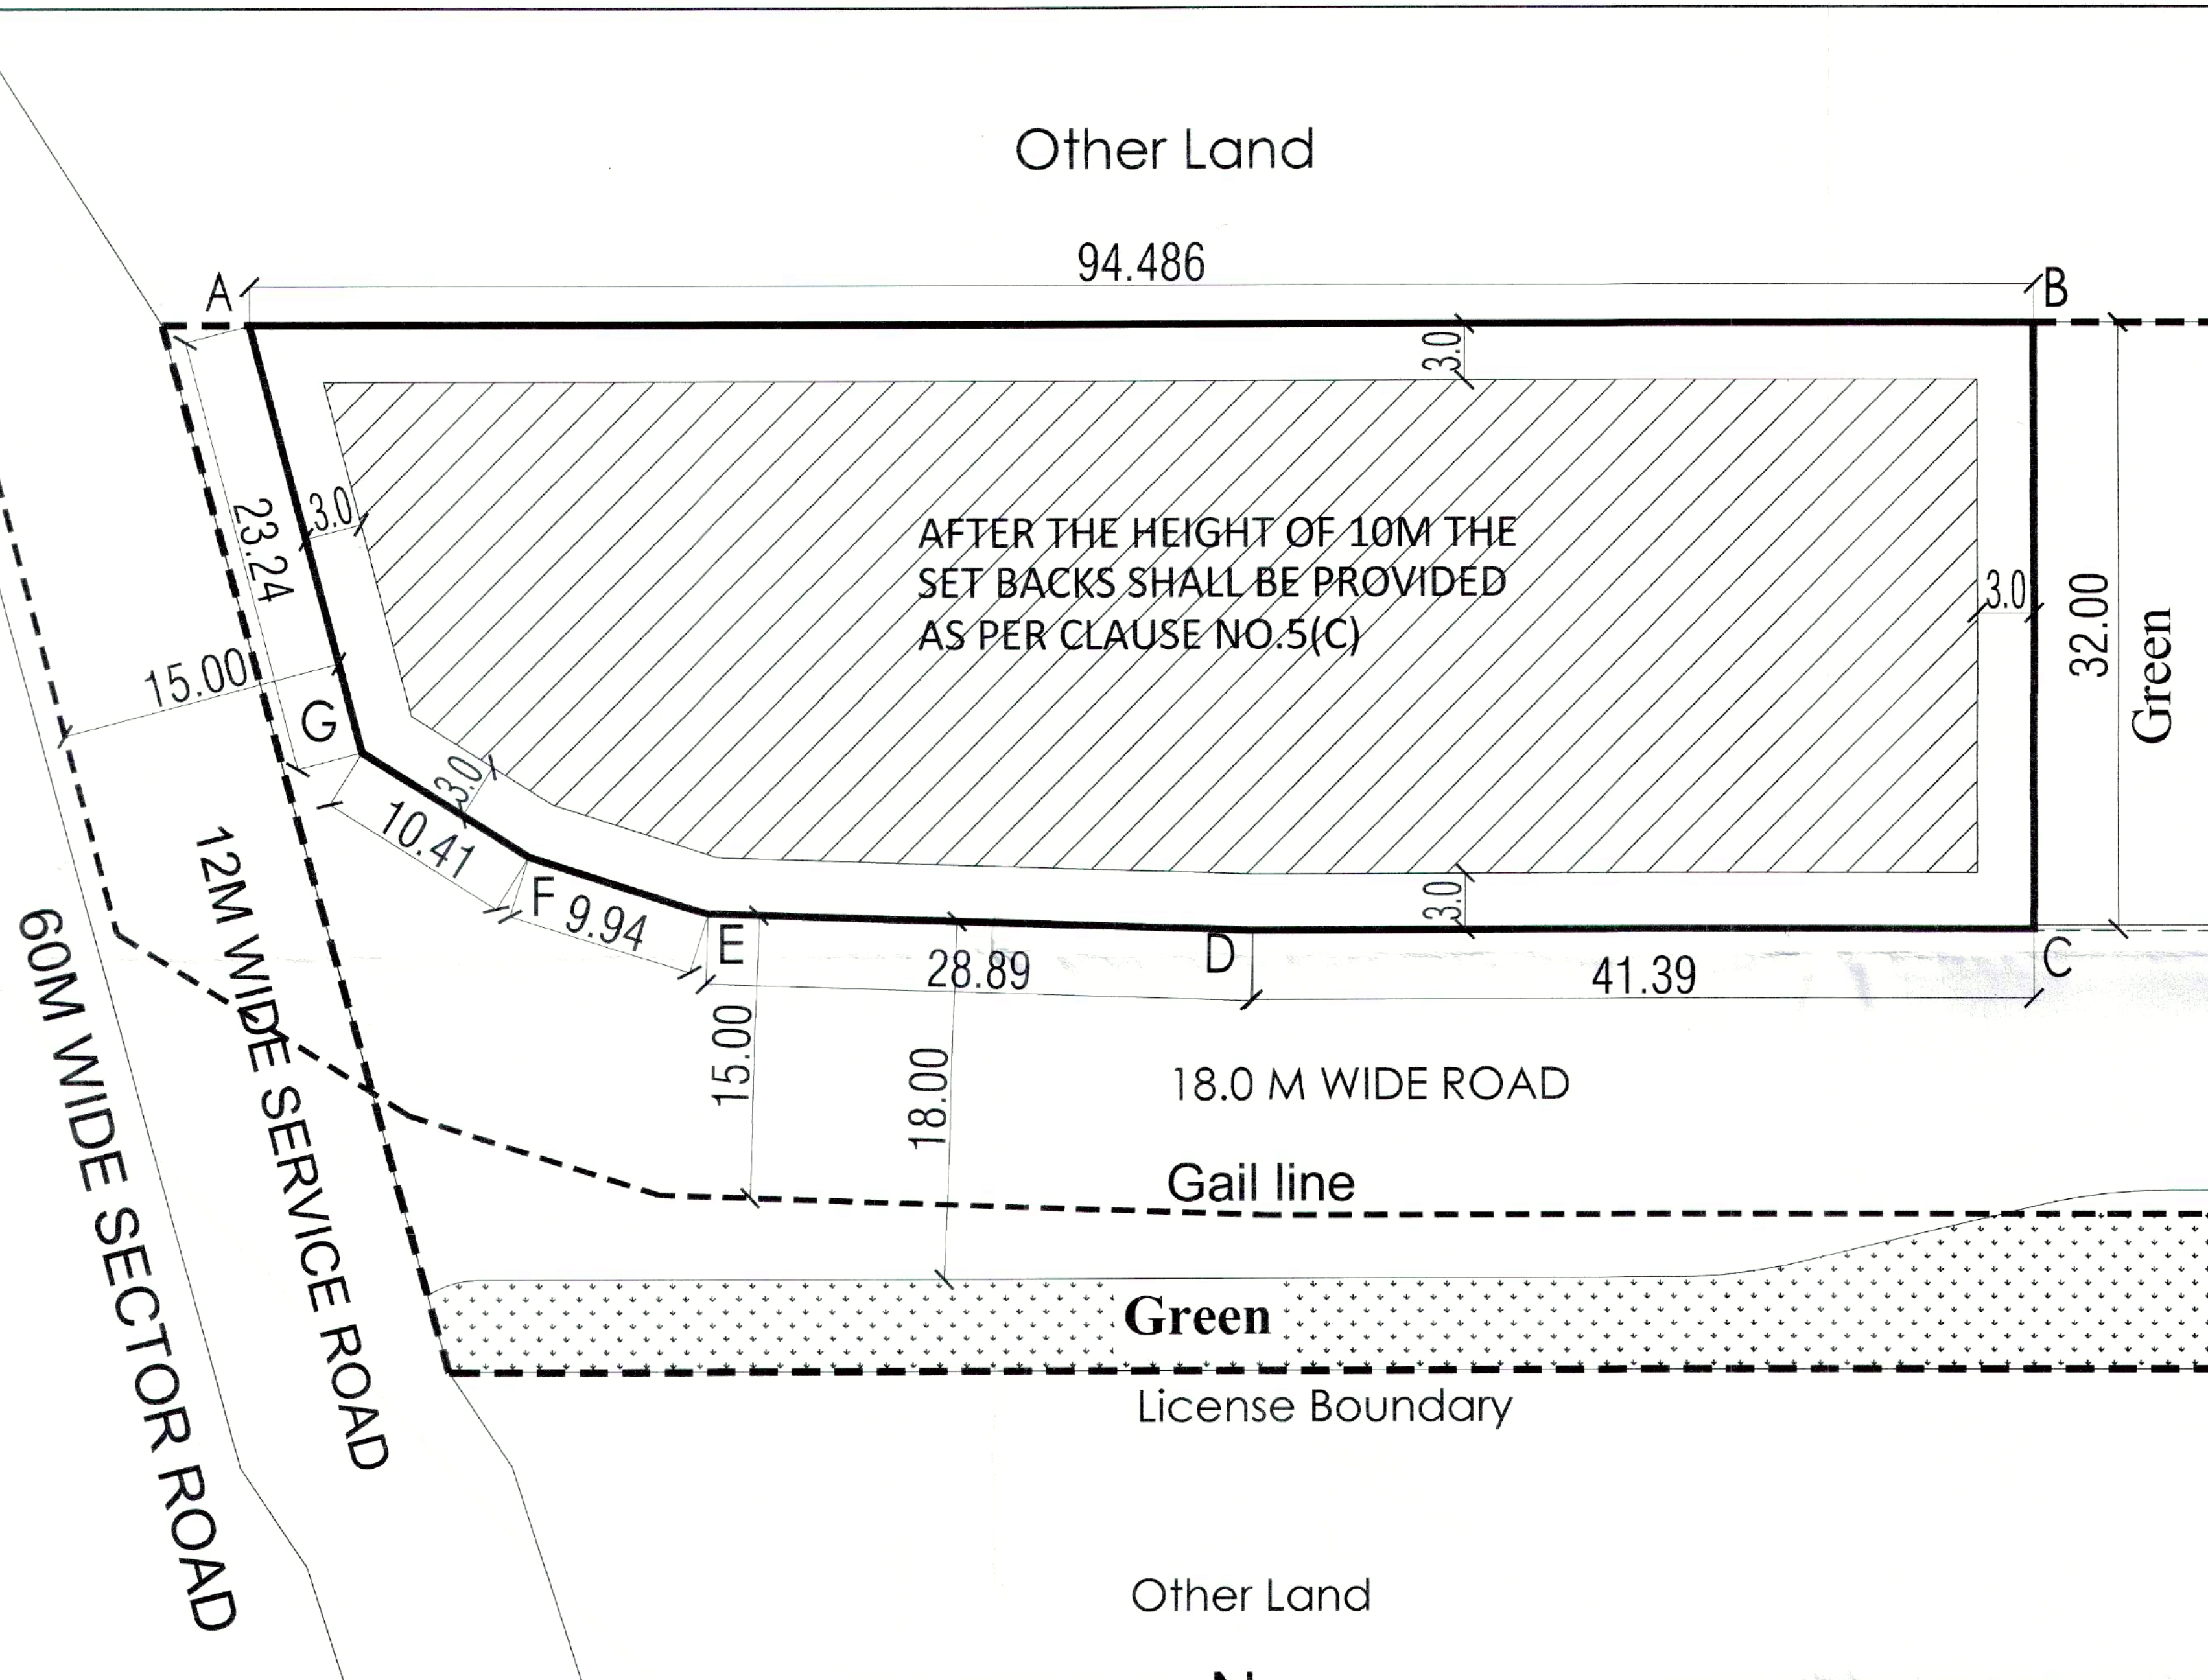 Other Land
94.486
A
B
3.0
3.0
23.24
AFTER THE HEIGHT OF 10M THE
SET BACKS SHALL BE PROVIDED
AS PER CLAUSE NO.5(C)
3.0
32.00
Green
15.00
G
3.0
10.41
F
9.94
E
28.89
D
3.0
41.39
C
15.00
18.00
18.0 M WIDE ROAD
12M WIDE SERVICE ROAD
60M WIDE SECTOR ROAD
Gail line
Green
License Boundary
Other Land